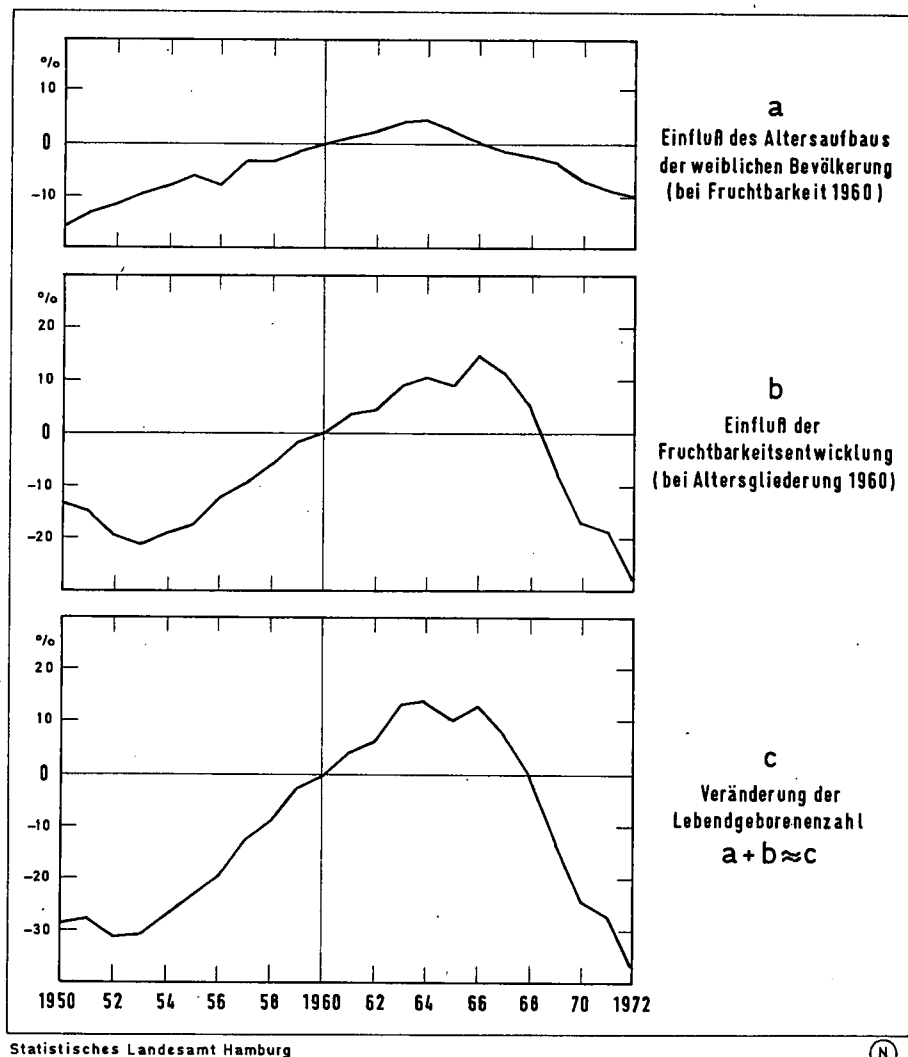 %
10
0
-10
a
Einfluß des Altersaufbaus
der weiblichen Bevölkerung
(bei Fruchtbarkeit 1960)
%
20
10
0
-10
-20
b
Einfluß der
Fruchtbarkeitsentwicklung
(bei Altersgliederung 1960)
%
20
10
0
-10
-20
-30
c
Veränderung der
Lebendgeborenenzahl
a+b≈c
1950 52 54 56 58 1960 62 64 66 68 70 1972
Statistisches Landesamt Hamburg
N